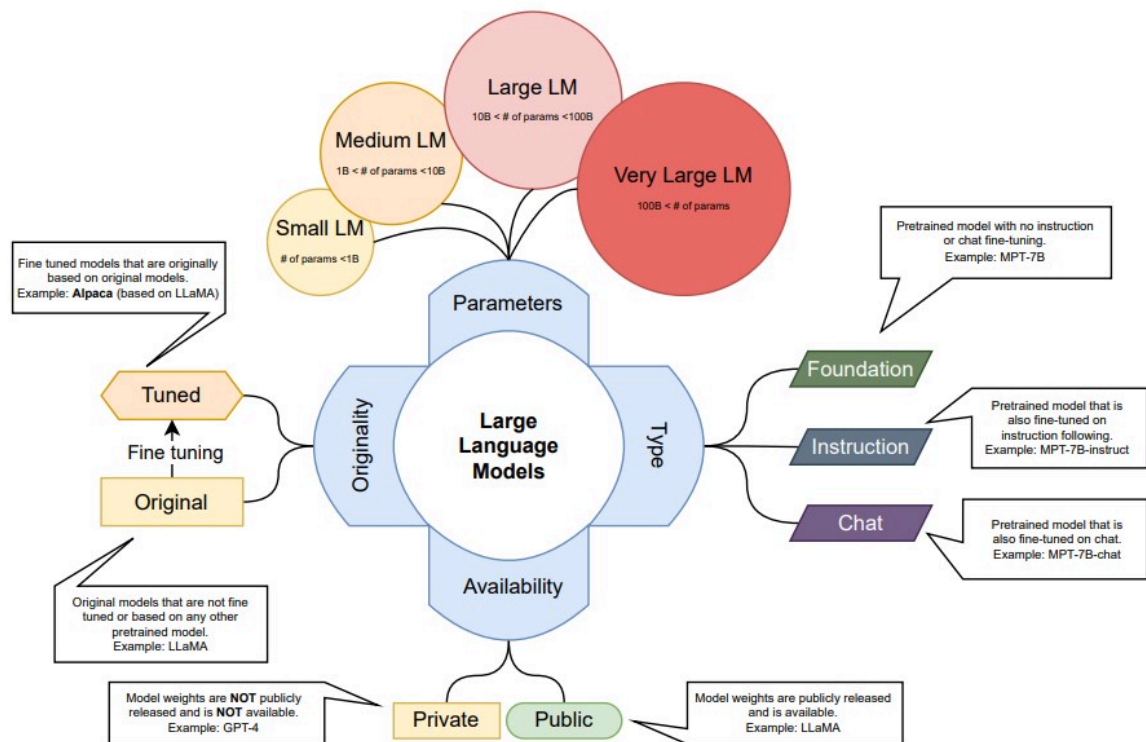 Large LM
10B < # of params <100B
Medium LM
1B < # of params <10B
Very Large LM
100B < # of params
Small LM
# of params <1B
Pretrained model with no instruction
or chat fine-tuning.
Example: MPT-7B
Fine tuned models that are originally
based on original models.
Example: Alpaca (based on LLaMA)
Parameters
Foundation
Tuned
Fine tuning
Original
Originality
Large
Language
Models
Type
Pretrained model that is
also fine-tuned on
instruction following.
Example: MPT-7B-instruct
Instruction
Chat
Pretrained model that is
also fine-tuned on chat.
Example: MPT-7B-chat
Availability
Original models that are not fine
tuned or based on any other
pretrained model.
Example: LLaMA
Model weights are NOT publicly
released and is NOT available.
Example: GPT-4
Private
Public
Model weights are publicly released
and is available.
Example: LLaMA